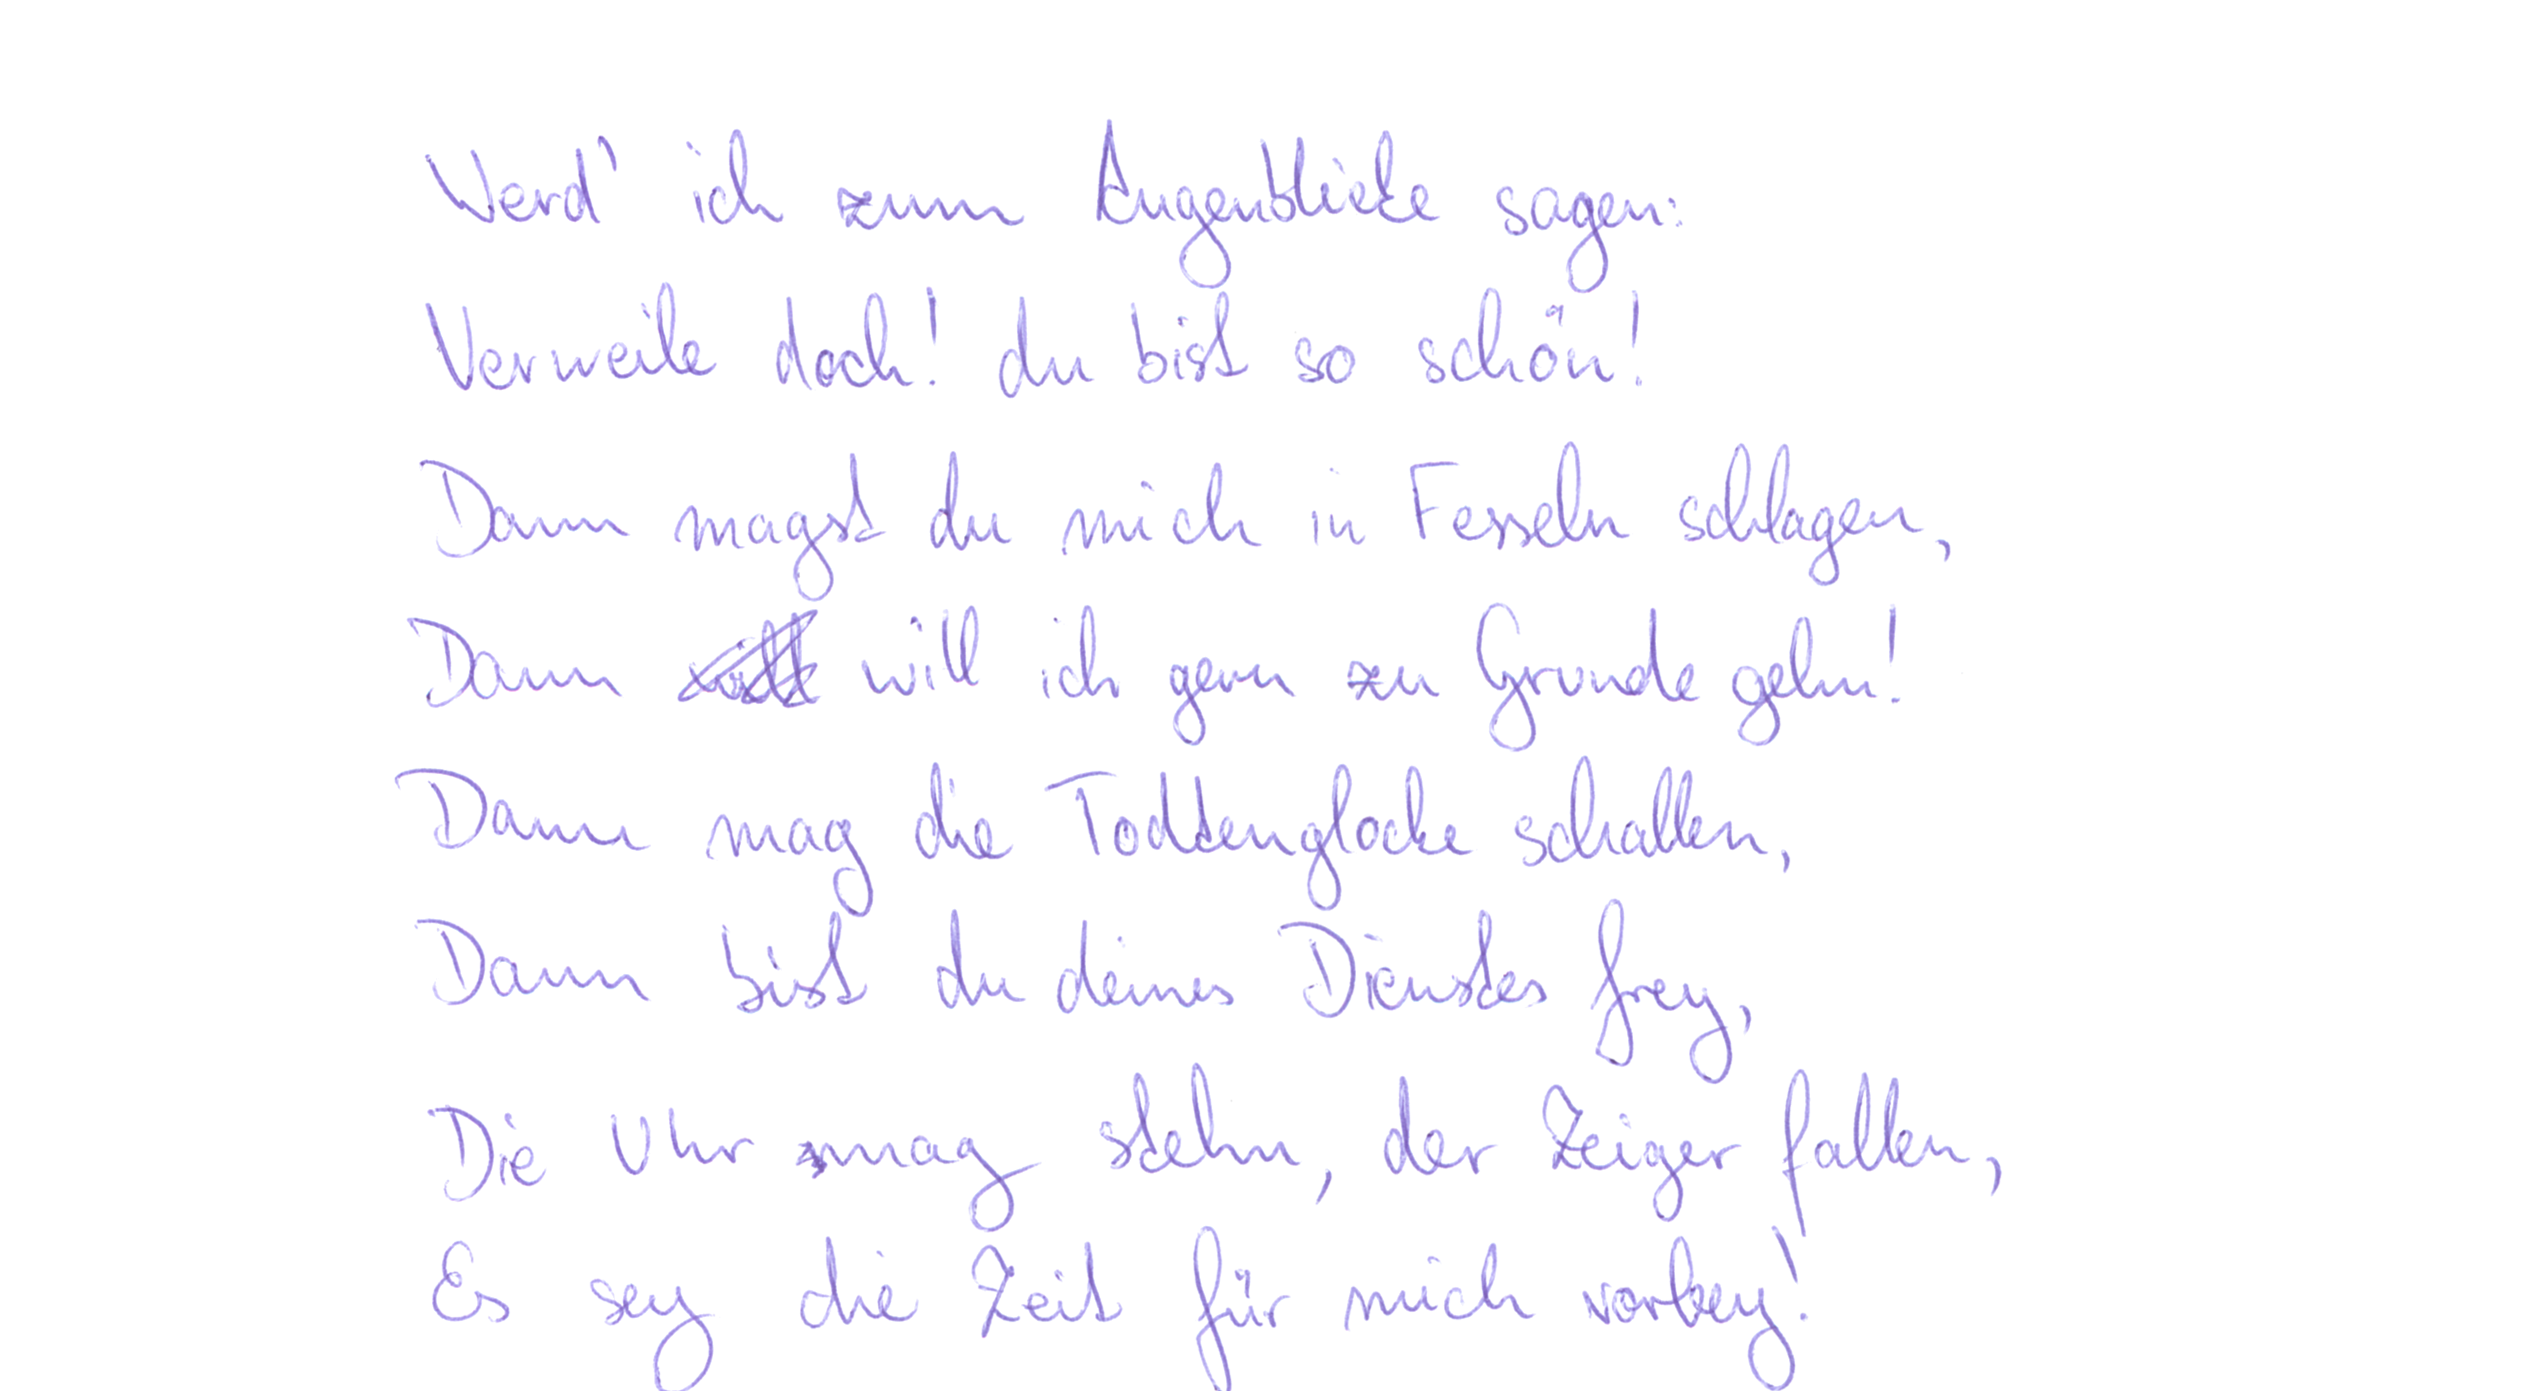 Werd' ich zum Augenblicke sagen:
Verweile doch! du bist so schön!
Dann magst du mich in Fesseln schlagen,
Dann will ich gern zu Grunde gehn!
Dann mag die Todtenglocke schallen,
Dann bist du deines Dienstes frey,
Die Uhr mag stehn, der Zeiger fallen,
Es sey die Zeit für mich vorbey!